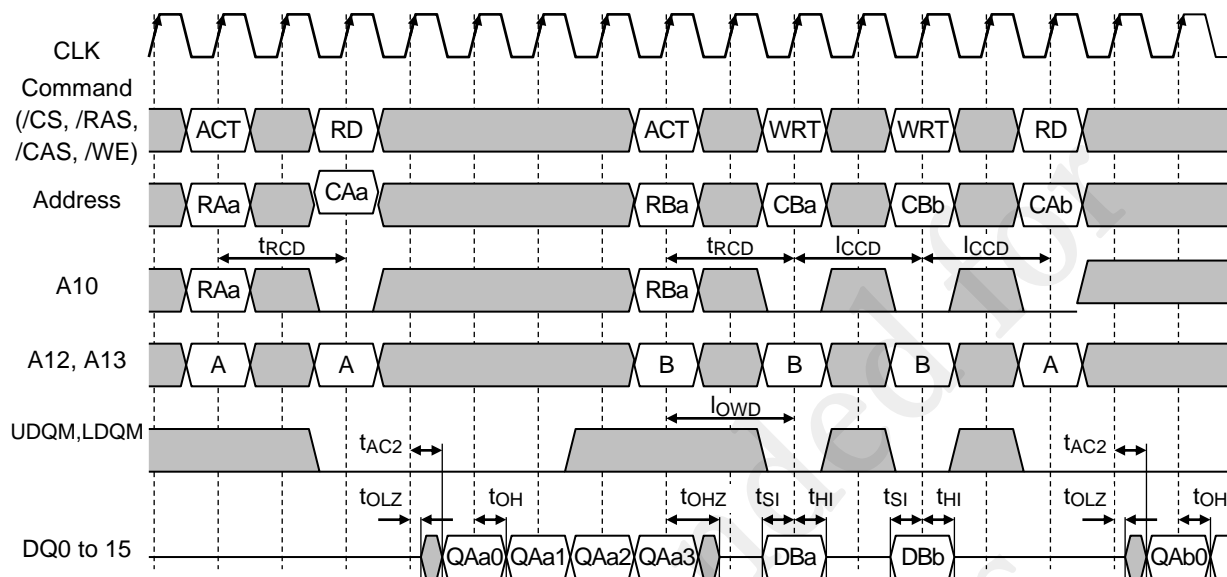 CLK
Command
(/CS, /RAS,
/CAS, /WE)
ACT RD ACT WRT WRT RD
Address
RAa CAa RBa CBa CBb CAb
tRCD tRCD lCCD lCCD
A10
RAa RBa
A12, A13
A A B B B A
lOWD
UDQM,LDQM
tAC2 tAC2
tOLZ tOH tOHZ tSI tHI tSI tHI tOLZ tOH
DQ0 to 15
QAa0 QAa1 QAa2 QAa3 DBa DBb QAb0